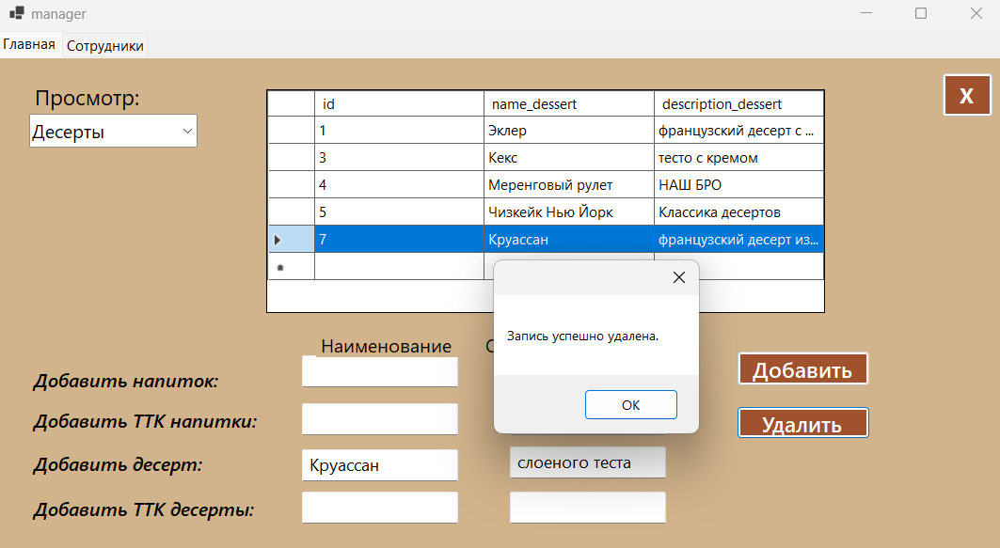 manager
Главная Сотрудники
Просмотр:
Десерты
X
id name_dessert description_dessert
1 Эклер французский десерт с ...
3 Кекс тесто с кремом
4 Меренговый рулет НАШ БРО
5 Чизкейк Нью Йорк Классика десертов
7 Круассан французский десерт из...
Запись успешно удалена.
OK
Наименование
Добавить напиток:
Добавить
Добавить ТТК напитки:
Удалить
Добавить десерт: Круассан слоеного теста
Добавить ТТК десерты: